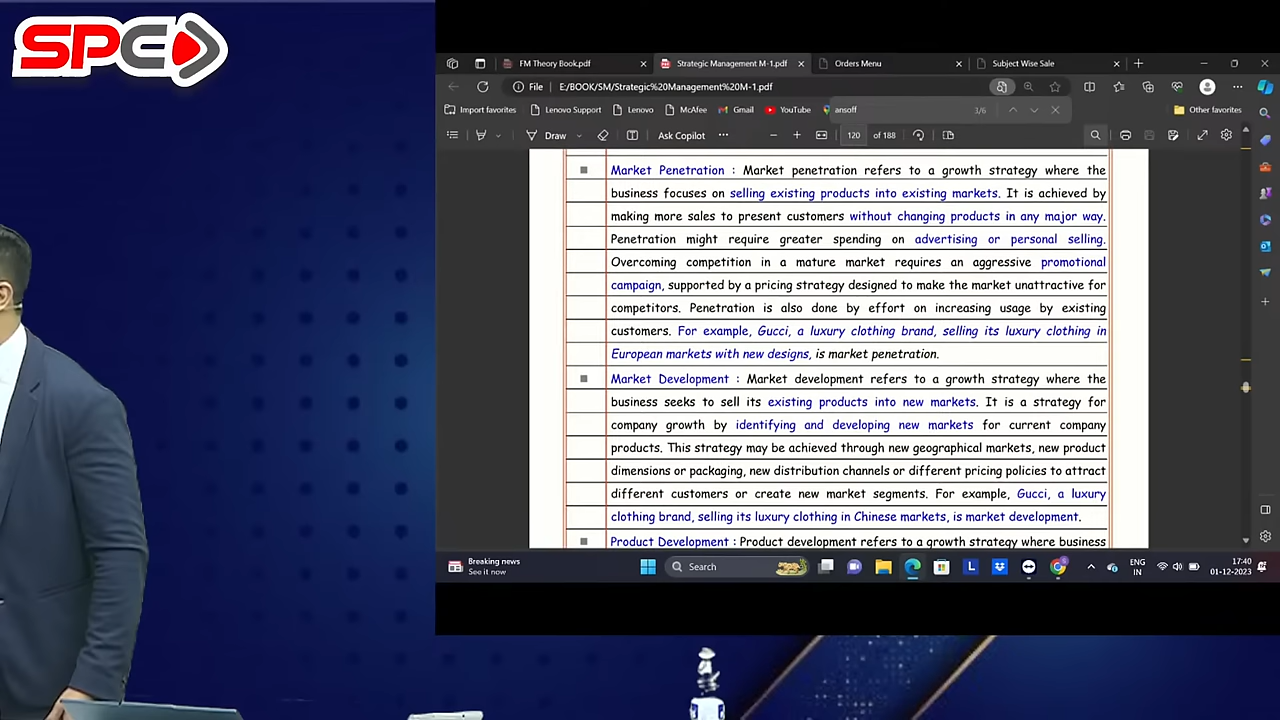 SPC
FM Theory Book.pdf
Strategic Management M-1.pdf
Orders Menu
Subject Wise Sale
File
E:/BOOK/SM/Strategic%20Management%20M-1.pdf
Import favorites
Lenovo Support
Lenovo
McAfee
Gmail
YouTube
ansoff
3/6
Other favorites
Draw
Ask Copilot
120 of 188
Market Penetration : Market penetration refers to a growth strategy where the
business focuses on selling existing products into existing markets. It is achieved by
making more sales to present customers without changing products in any major way.
Penetration might require greater spending on advertising or personal selling.
Overcoming competition in a mature market requires an aggressive promotional
campaign, supported by a pricing strategy designed to make the market unattractive for
competitors. Penetration is also done by effort on increasing usage by existing
customers. For example, Gucci, a luxury clothing brand, selling its luxury clothing in
European markets with new designs, is market penetration.
Market Development : Market development refers to a growth strategy where the
business seeks to sell its existing products into new markets. It is a strategy for
company growth by identifying and developing new markets for current company
products. This strategy may be achieved through new geographical markets, new product
dimensions or packaging, new distribution channels or different pricing policies to attract
different customers or create new market segments. For example, Gucci, a luxury
clothing brand, selling its luxury clothing in Chinese markets, is market development.
Product Development : Product development refers to a growth strategy where business
Breaking news
See it now
Search
ENG
IN
17:40
01-12-2023